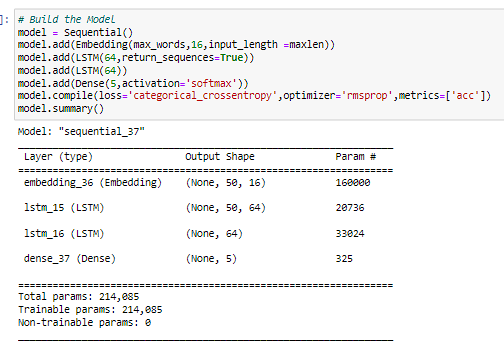 ]: # Build the Model
model = Sequential()
model.add(Embedding(max_words,16,input_length =maxlen))
model.add(LSTM(64,return_sequences=True))
model.add(LSTM(64))
model.add(Dense(5,activation='softmax'))
model.compile(loss='categorical_crossentropy',optimizer='rmsprop',metrics=['acc'])
model.summary()
Model: "sequential_37"
Layer (type) Output Shape Param #
embedding_36 (Embedding) (None, 50, 16) 160000
lstm_15 (LSTM) (None, 50, 64) 20736
lstm_16 (LSTM) (None, 64) 33024
dense_37 (Dense) (None, 5) 325
Total params: 214,085
Trainable params: 214,085
Non-trainable params: 0